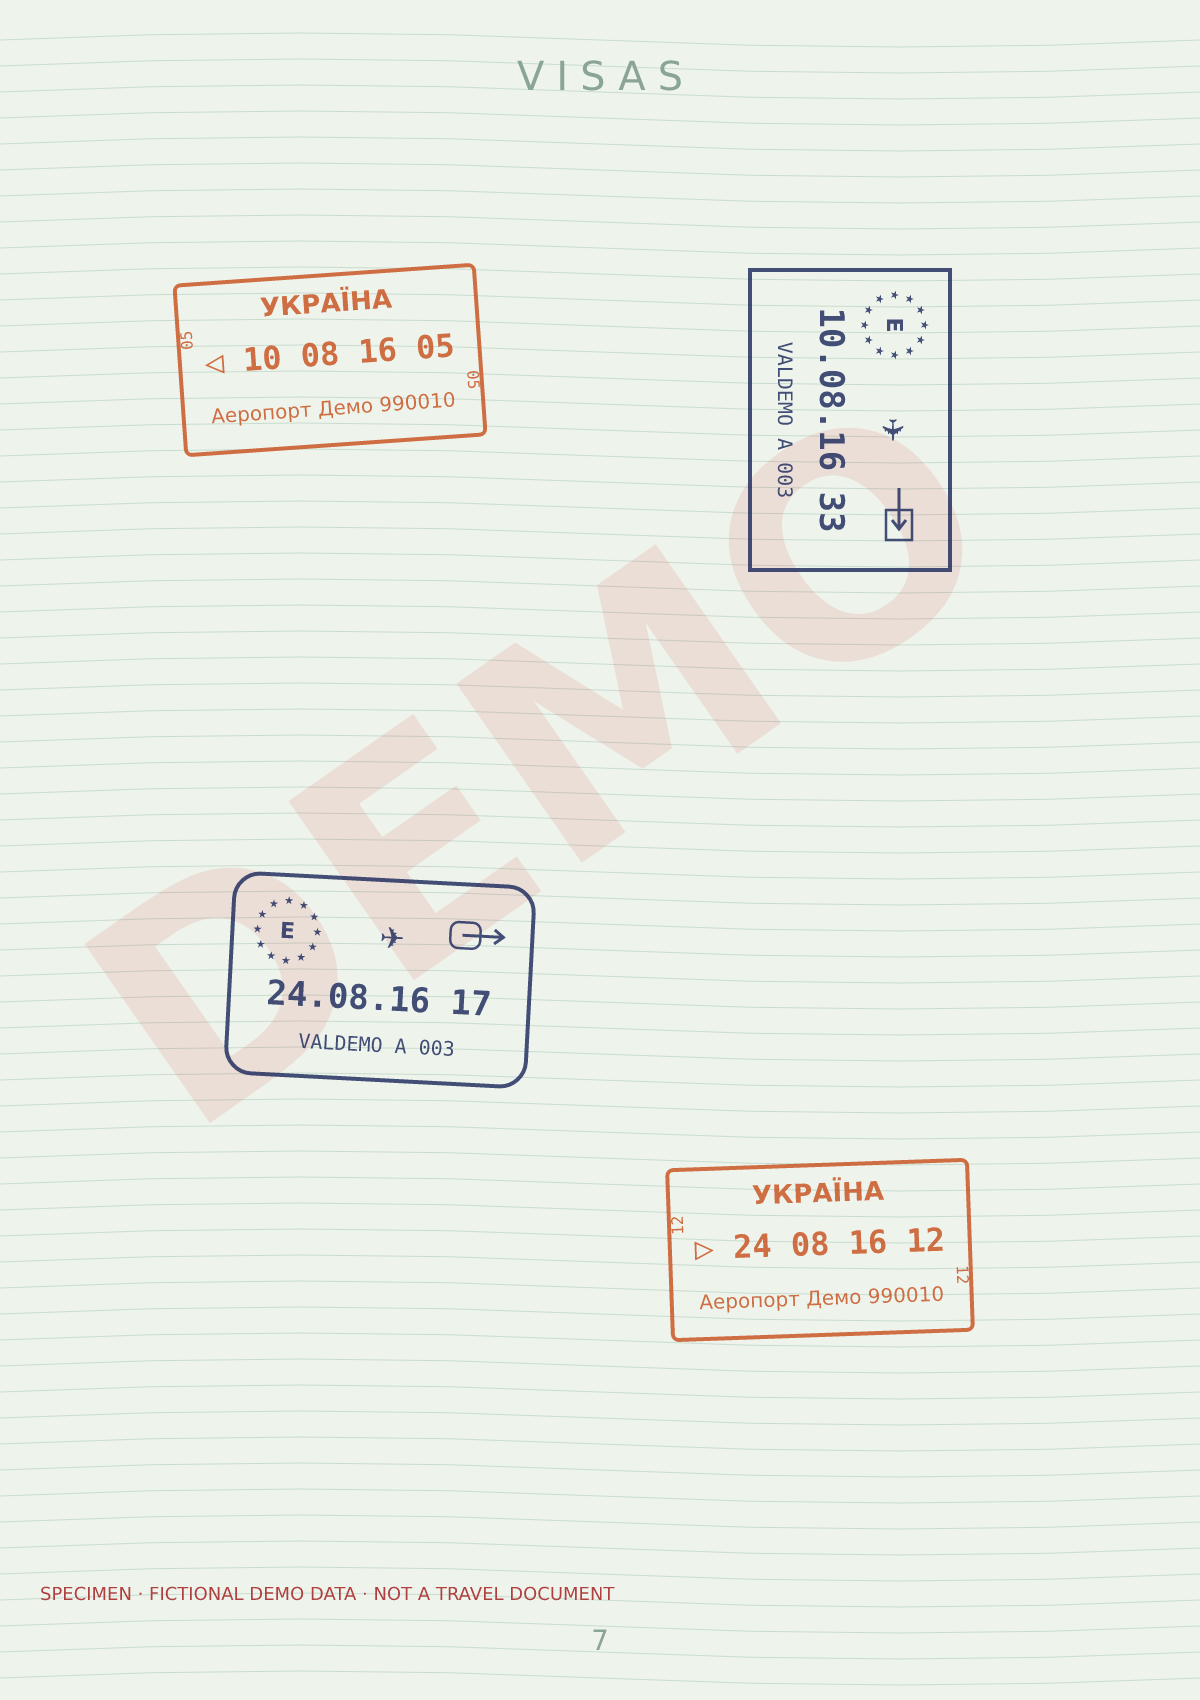 VISAS
УКРАЇНА
05
◁ 10 08 16 05
05
Аеропорт Демо 990010
E
10.08.16 33
VALDEMO A 003
DEMO
E
24.08.16 17
VALDEMO A 003
УКРАЇНА
12
▷ 24 08 16 12
12
Аеропорт Демо 990010
SPECIMEN · FICTIONAL DEMO DATA · NOT A TRAVEL DOCUMENT
7